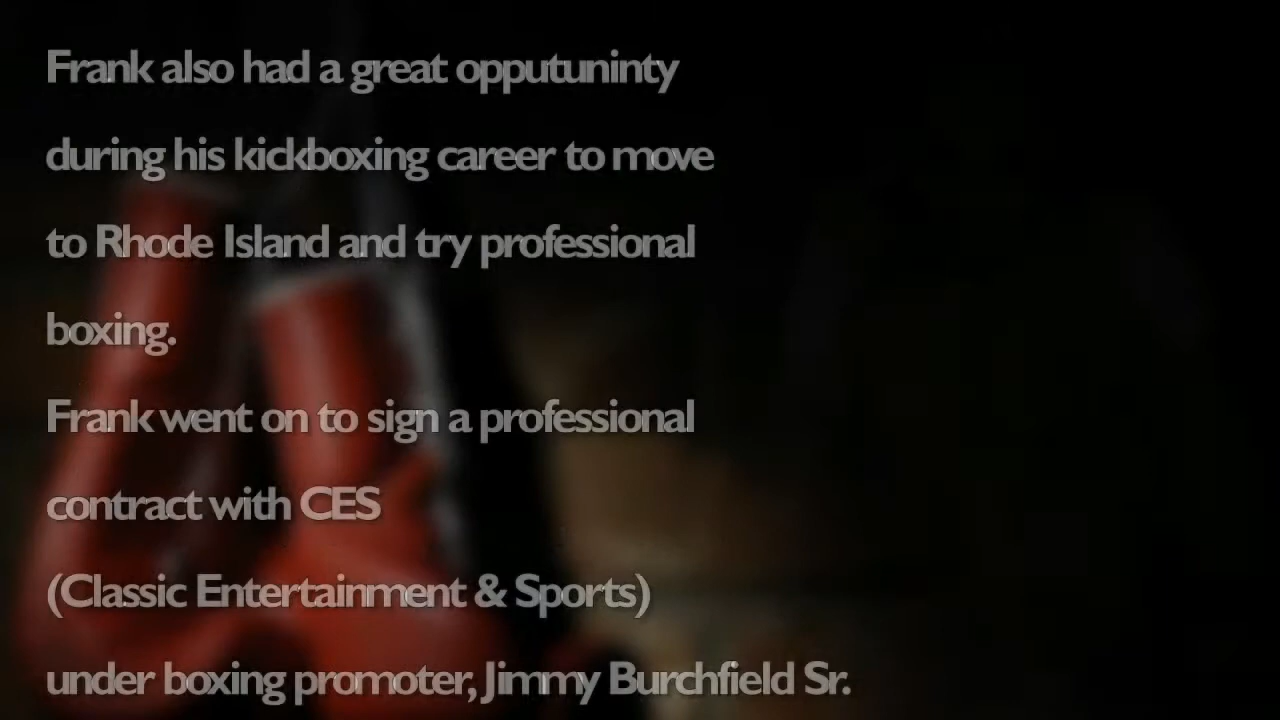 Frank also had a great opputuninty
during his kickboxing career to move
to Rhode Island and try professional
boxing.
Frank went on to sign a professional
contract with CES
(Classic Entertainment & Sports)
under boxing promoter, Jimmy Burchfield Sr.